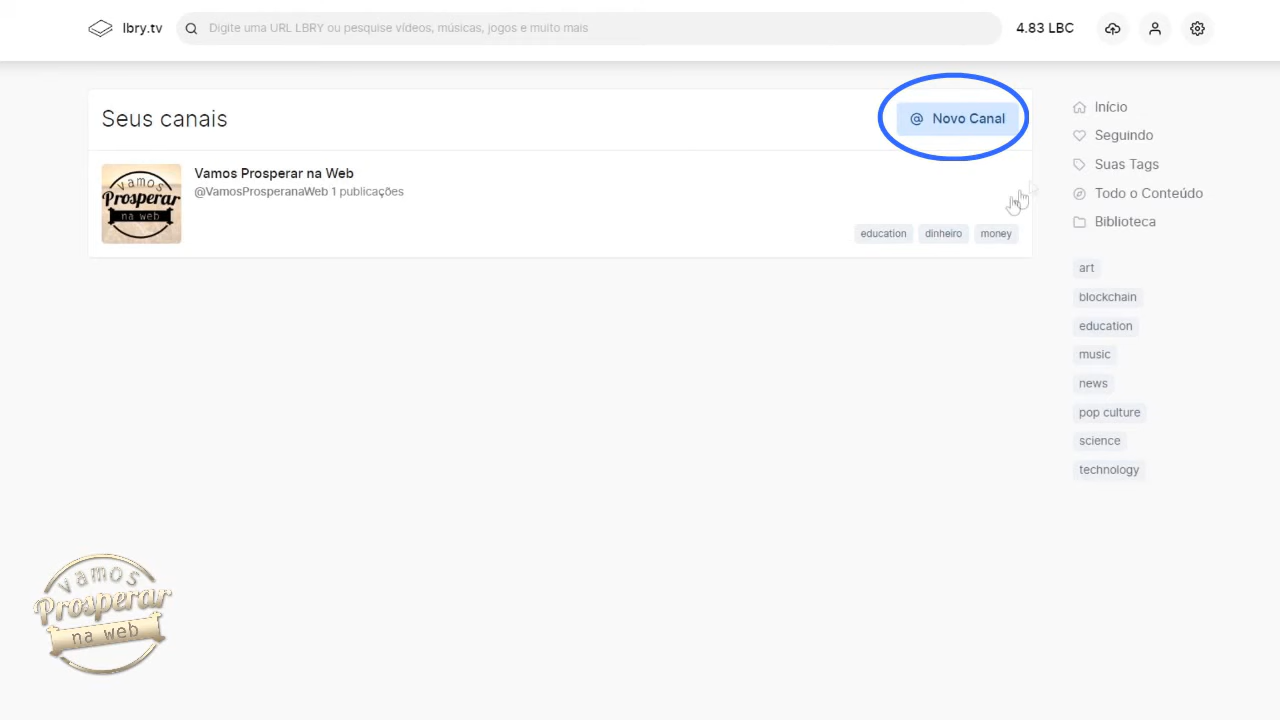 lbry.tv
Digite uma URL LBRY ou pesquise vídeos, músicas, jogos e muito mais
4.83 LBC
Seus canais
Novo Canal
vamos
Prosperar
na web
Vamos Prosperar na Web
@VamosProsperanaWeb 1 publicações
education dinheiro money
Início
Seguindo
Suas Tags
Todo o Conteúdo
Biblioteca
art
blockchain
education
music
news
pop culture
science
technology
vamos
Prosperar
na web